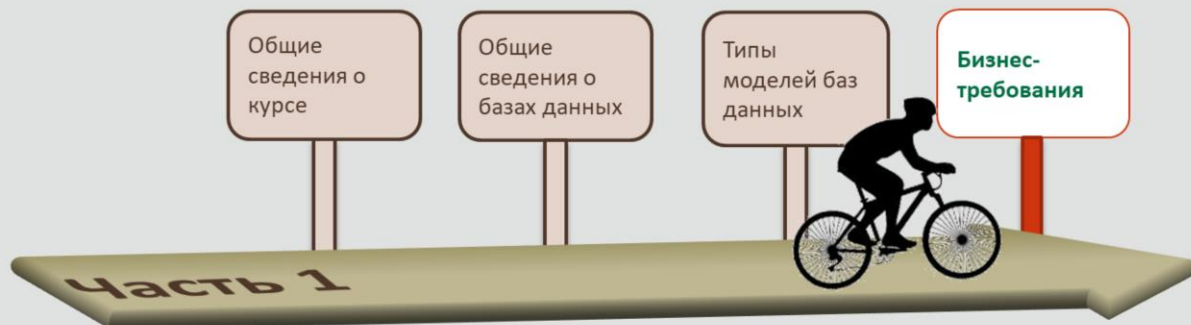 Общие
сведения о
курсе
Общие
сведения о
базах данных
Типы
моделей баз
данных
Бизнес-
требования
Часть 1